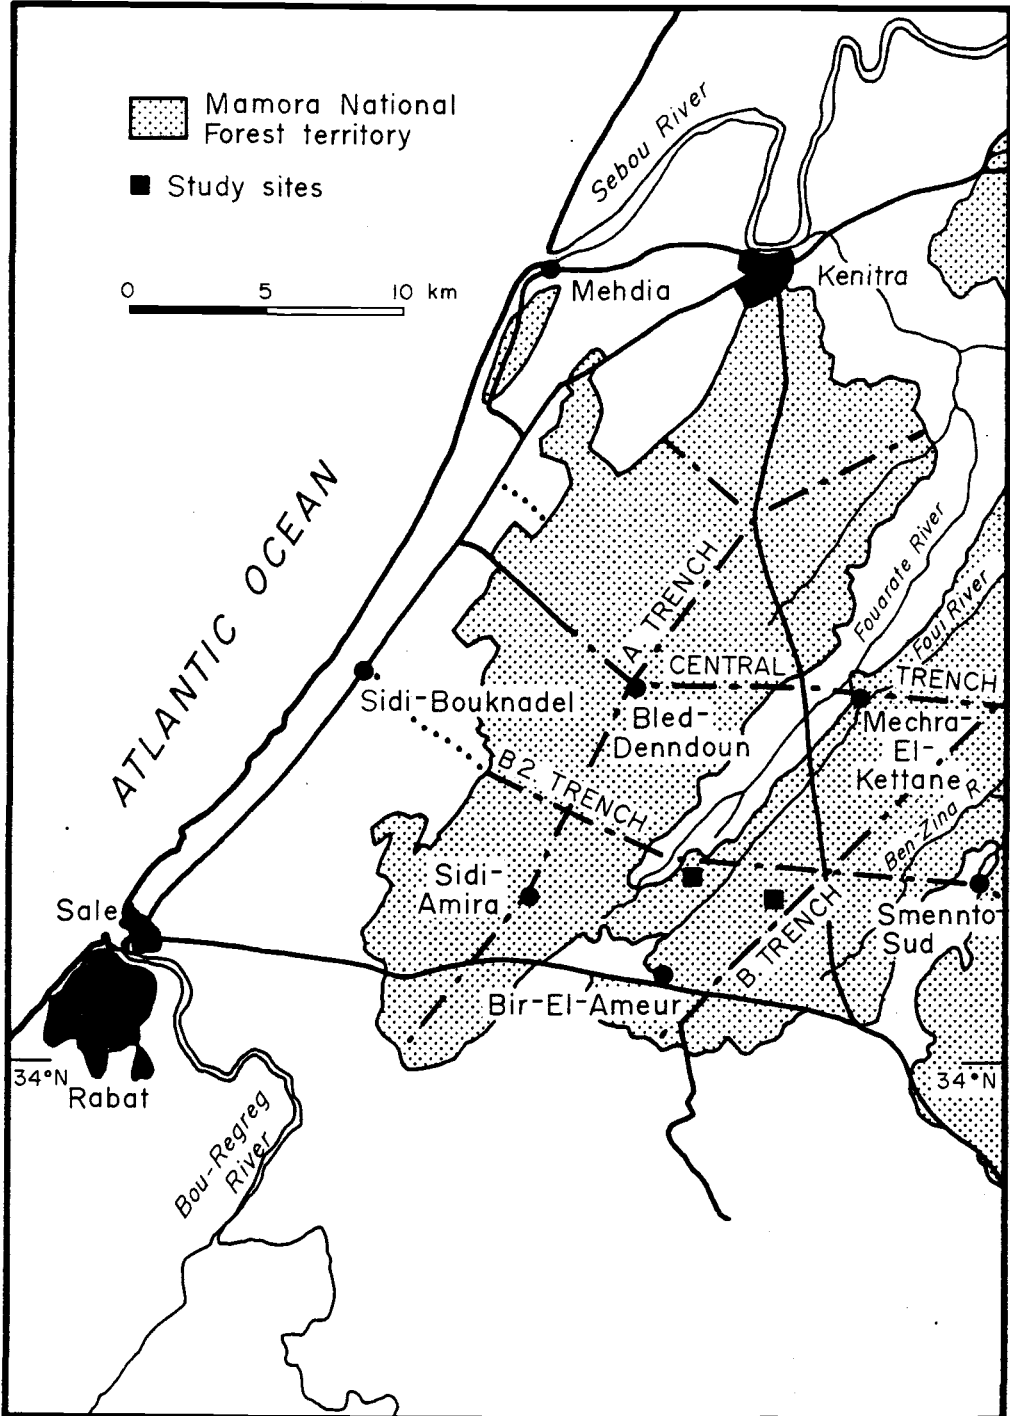 Mamora National
Forest territory
Study sites
0 5 10 km
Sebou River
Mehdia
Kenitra
ATLANTIC OCEAN
A TRENCH
Fouarate River
Foul River
CENTRAL
TRENCH
Sidi-Bouknadel
Bled-
Denndoun
Mechra-
El-
Kettane
B2 TRENCH
Ben-Zina R.
Sidi-
Amira
Sale
Smennto-
Sud
B. TRENCH
Bir-El-Ameur
34°N
34°N
Rabat
Bou-Regreg
River